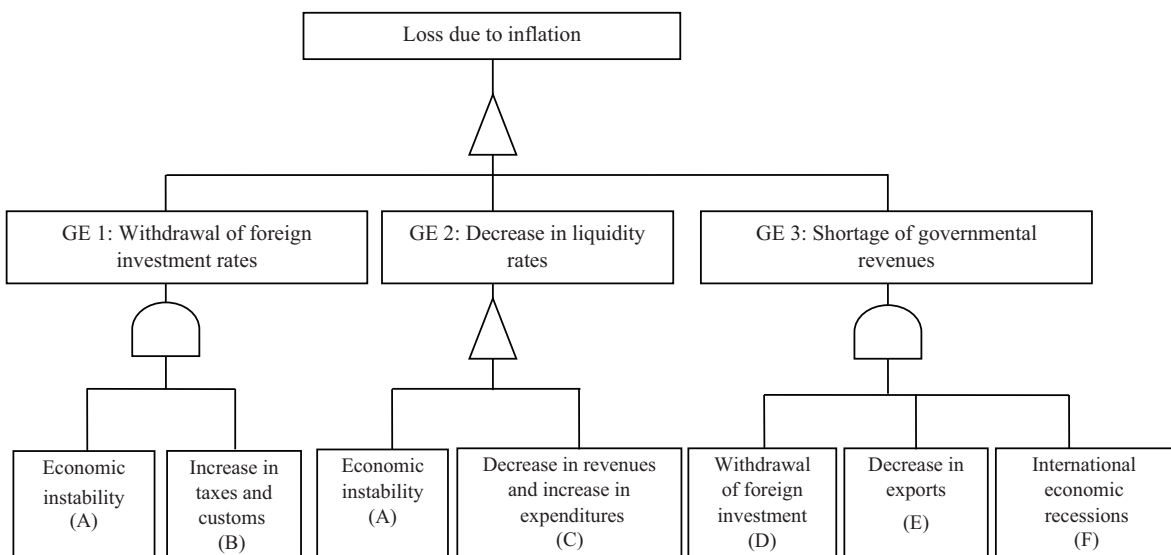 Loss due to inflation
GE 1: Withdrawal of foreign
investment rates
GE 2: Decrease in liquidity
rates
GE 3: Shortage of governmental
revenues
Economic
instability
(A)
Increase in
taxes and
customs
(B)
Economic
instability
(A)
Decrease in revenues
and increase in
expenditures
(C)
Withdrawal
of foreign
investment
(D)
Decrease in
exports
(E)
International
economic
recessions
(F)